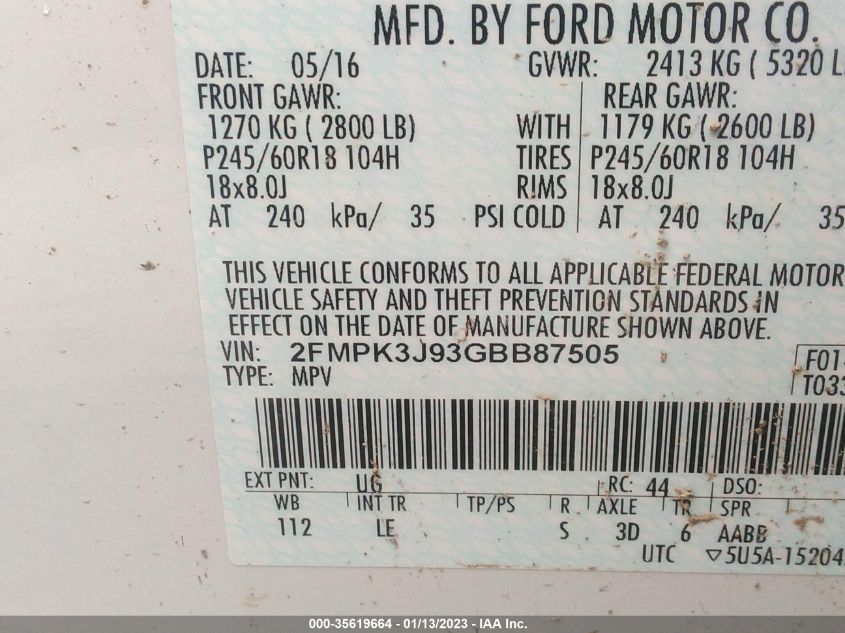 MFD. BY FORD MOTOR CO.
DATE: 05/16 GVWR: 2413 KG ( 5320 L
FRONT GAWR: REAR GAWR:
1270 KG ( 2800 LB) WITH 1179 KG ( 2600 LB)
P245/60R18 104H TIRES P245/60R18 104H
18x8.0J RIMS 18x8.0J
AT 240 kPa/ 35 PSI COLD AT 240 kPa/ 35
THIS VEHICLE CONFORMS TO ALL APPLICABLE FEDERAL MOTOR
VEHICLE SAFETY AND THEFT PREVENTION STANDARDS IN
EFFECT ON THE DATE OF MANUFACTURE SHOWN ABOVE.
VIN: 2FMPK3J93GBB87505 F01
TYPE: MPV T033
EXT PNT: UG RC: 44 DSO:
WB INT TR TP/PS R AXLE TR SPR
112 LE S 3D 6 AABB
UTC ▽5U5A-15204
000-35619664 - 01/13/2023 - IAA Inc.